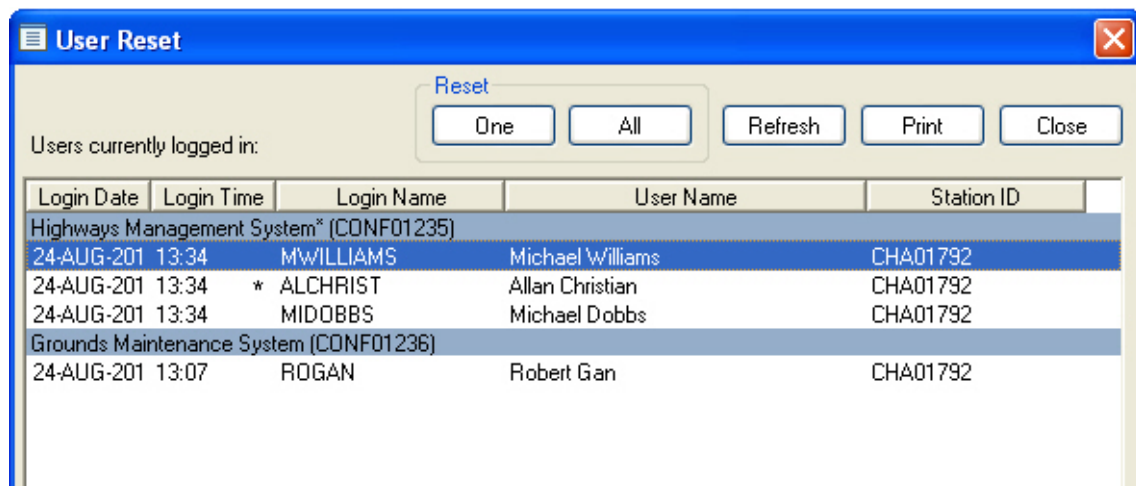 User Reset
Reset
One All Refresh Print Close
Users currently logged in:
Login Date Login Time Login Name User Name Station ID
Highways Management System* (CONF01235)
24-AUG-201 13:34 MWILLIAMS Michael Williams CHA01792
24-AUG-201 13:34 * ALCHRIST Allan Christian CHA01792
24-AUG-201 13:34 MIDOBBS Michael Dobbs CHA01792
Grounds Maintenance System (CONF01236)
24-AUG-201 13:07 ROGAN Robert Gan CHA01792